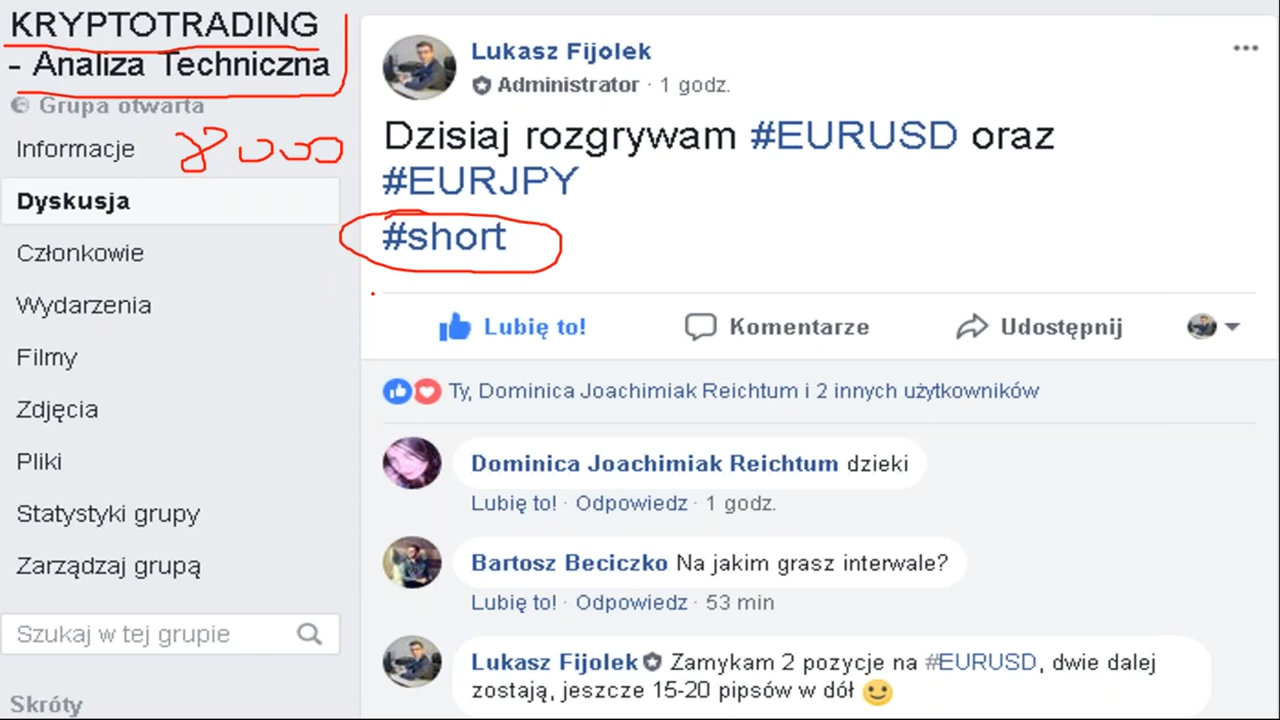 KRYPTOTRADING
- Analiza Techniczna
Grupa otwarta
Informacje
8000
Dyskusja
Członkowie
Wydarzenia
Filmy
Zdjęcia
Pliki
Statystyki grupy
Zarządzaj grupą
Szukaj w tej grupie
Skróty
Lukasz Fijolek
Administrator · 1 godz.
Dzisiaj rozgrywam #EURUSD oraz
#EURJPY
#short
Lubię to! Komentarze Udostępnij
Ty, Dominica Joachimiak Reichtum i 2 innych użytkowników
Dominica Joachimiak Reichtum dzieki
Lubię to! · Odpowiedz · 1 godz.
Bartosz Beciczko Na jakim grasz interwale?
Lubię to! · Odpowiedz · 53 min
Lukasz Fijolek Zamykam 2 pozycje na #EURUSD, dwie dalej
zostają, jeszcze 15-20 pipsów w dół 🙂